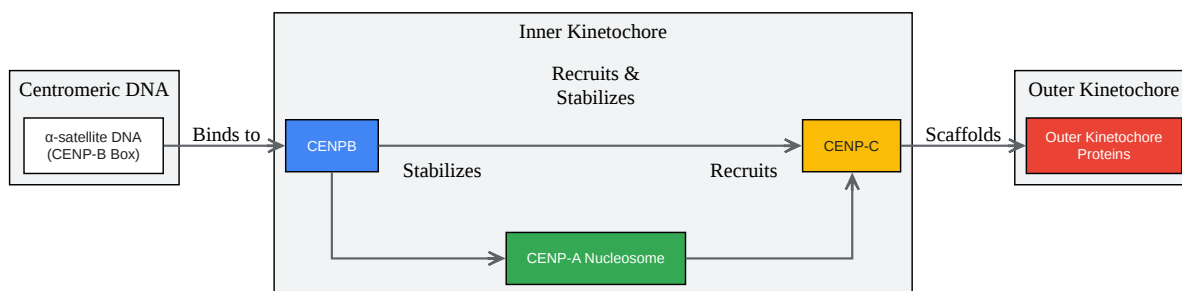 Inner Kinetochore
Recruits &
Stabilizes
Centromeric DNA
α-satellite DNA
(CENP-B Box)
Binds to
CENPB
Stabilizes
Recruits
CENP-C
Scaffolds
Outer Kinetochore
Outer Kinetochore
Proteins
CENP-A Nucleosome